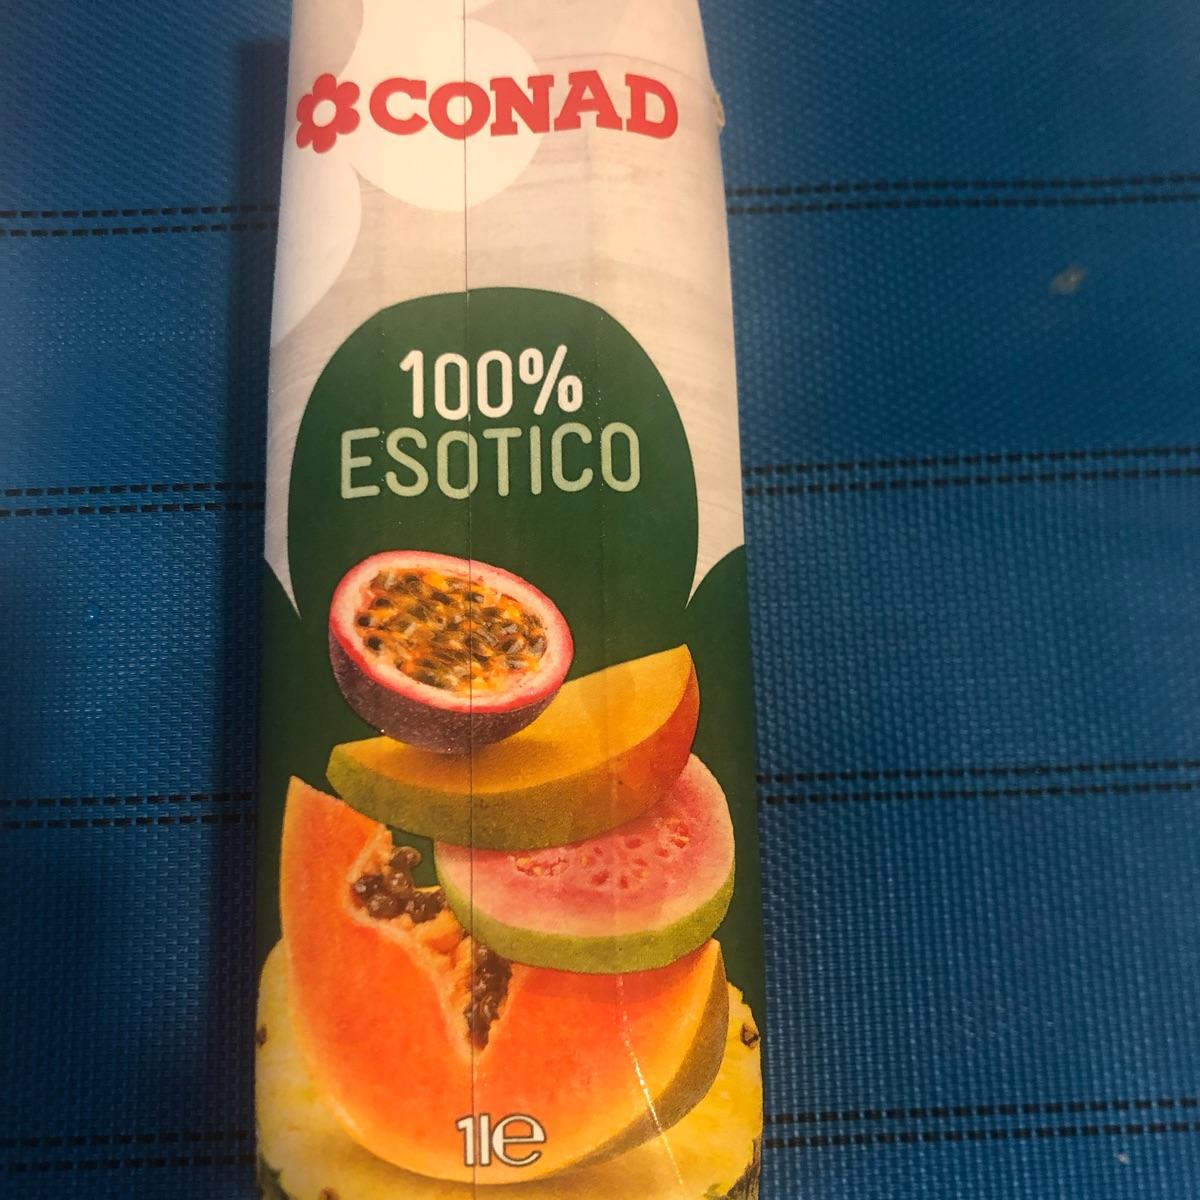 CONAD
100%
ESOTICO
1l e